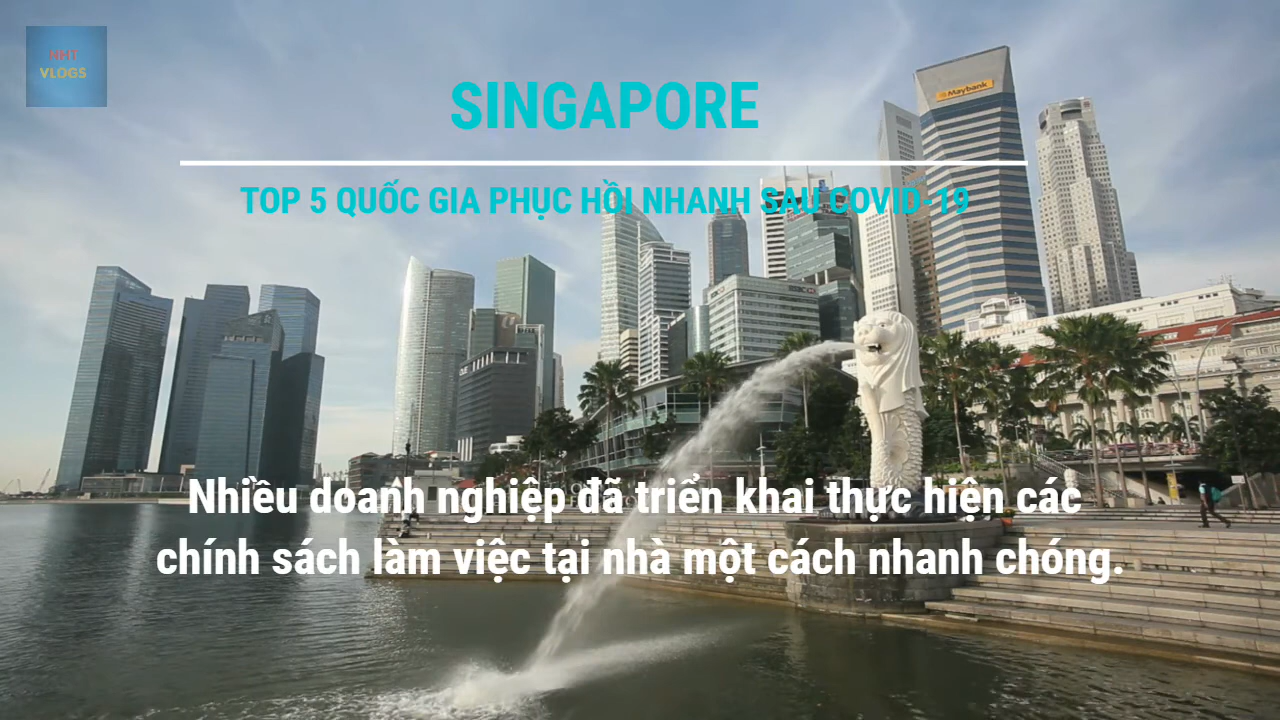 NHT
VLOGS
SINGAPORE
TOP 5 QUỐC GIA PHỤC HỒI NHANH SAU COVID-19
Maybank
Nhiều doanh nghiệp đã triển khai thực hiện các
chính sách làm việc tại nhà một cách nhanh chóng.